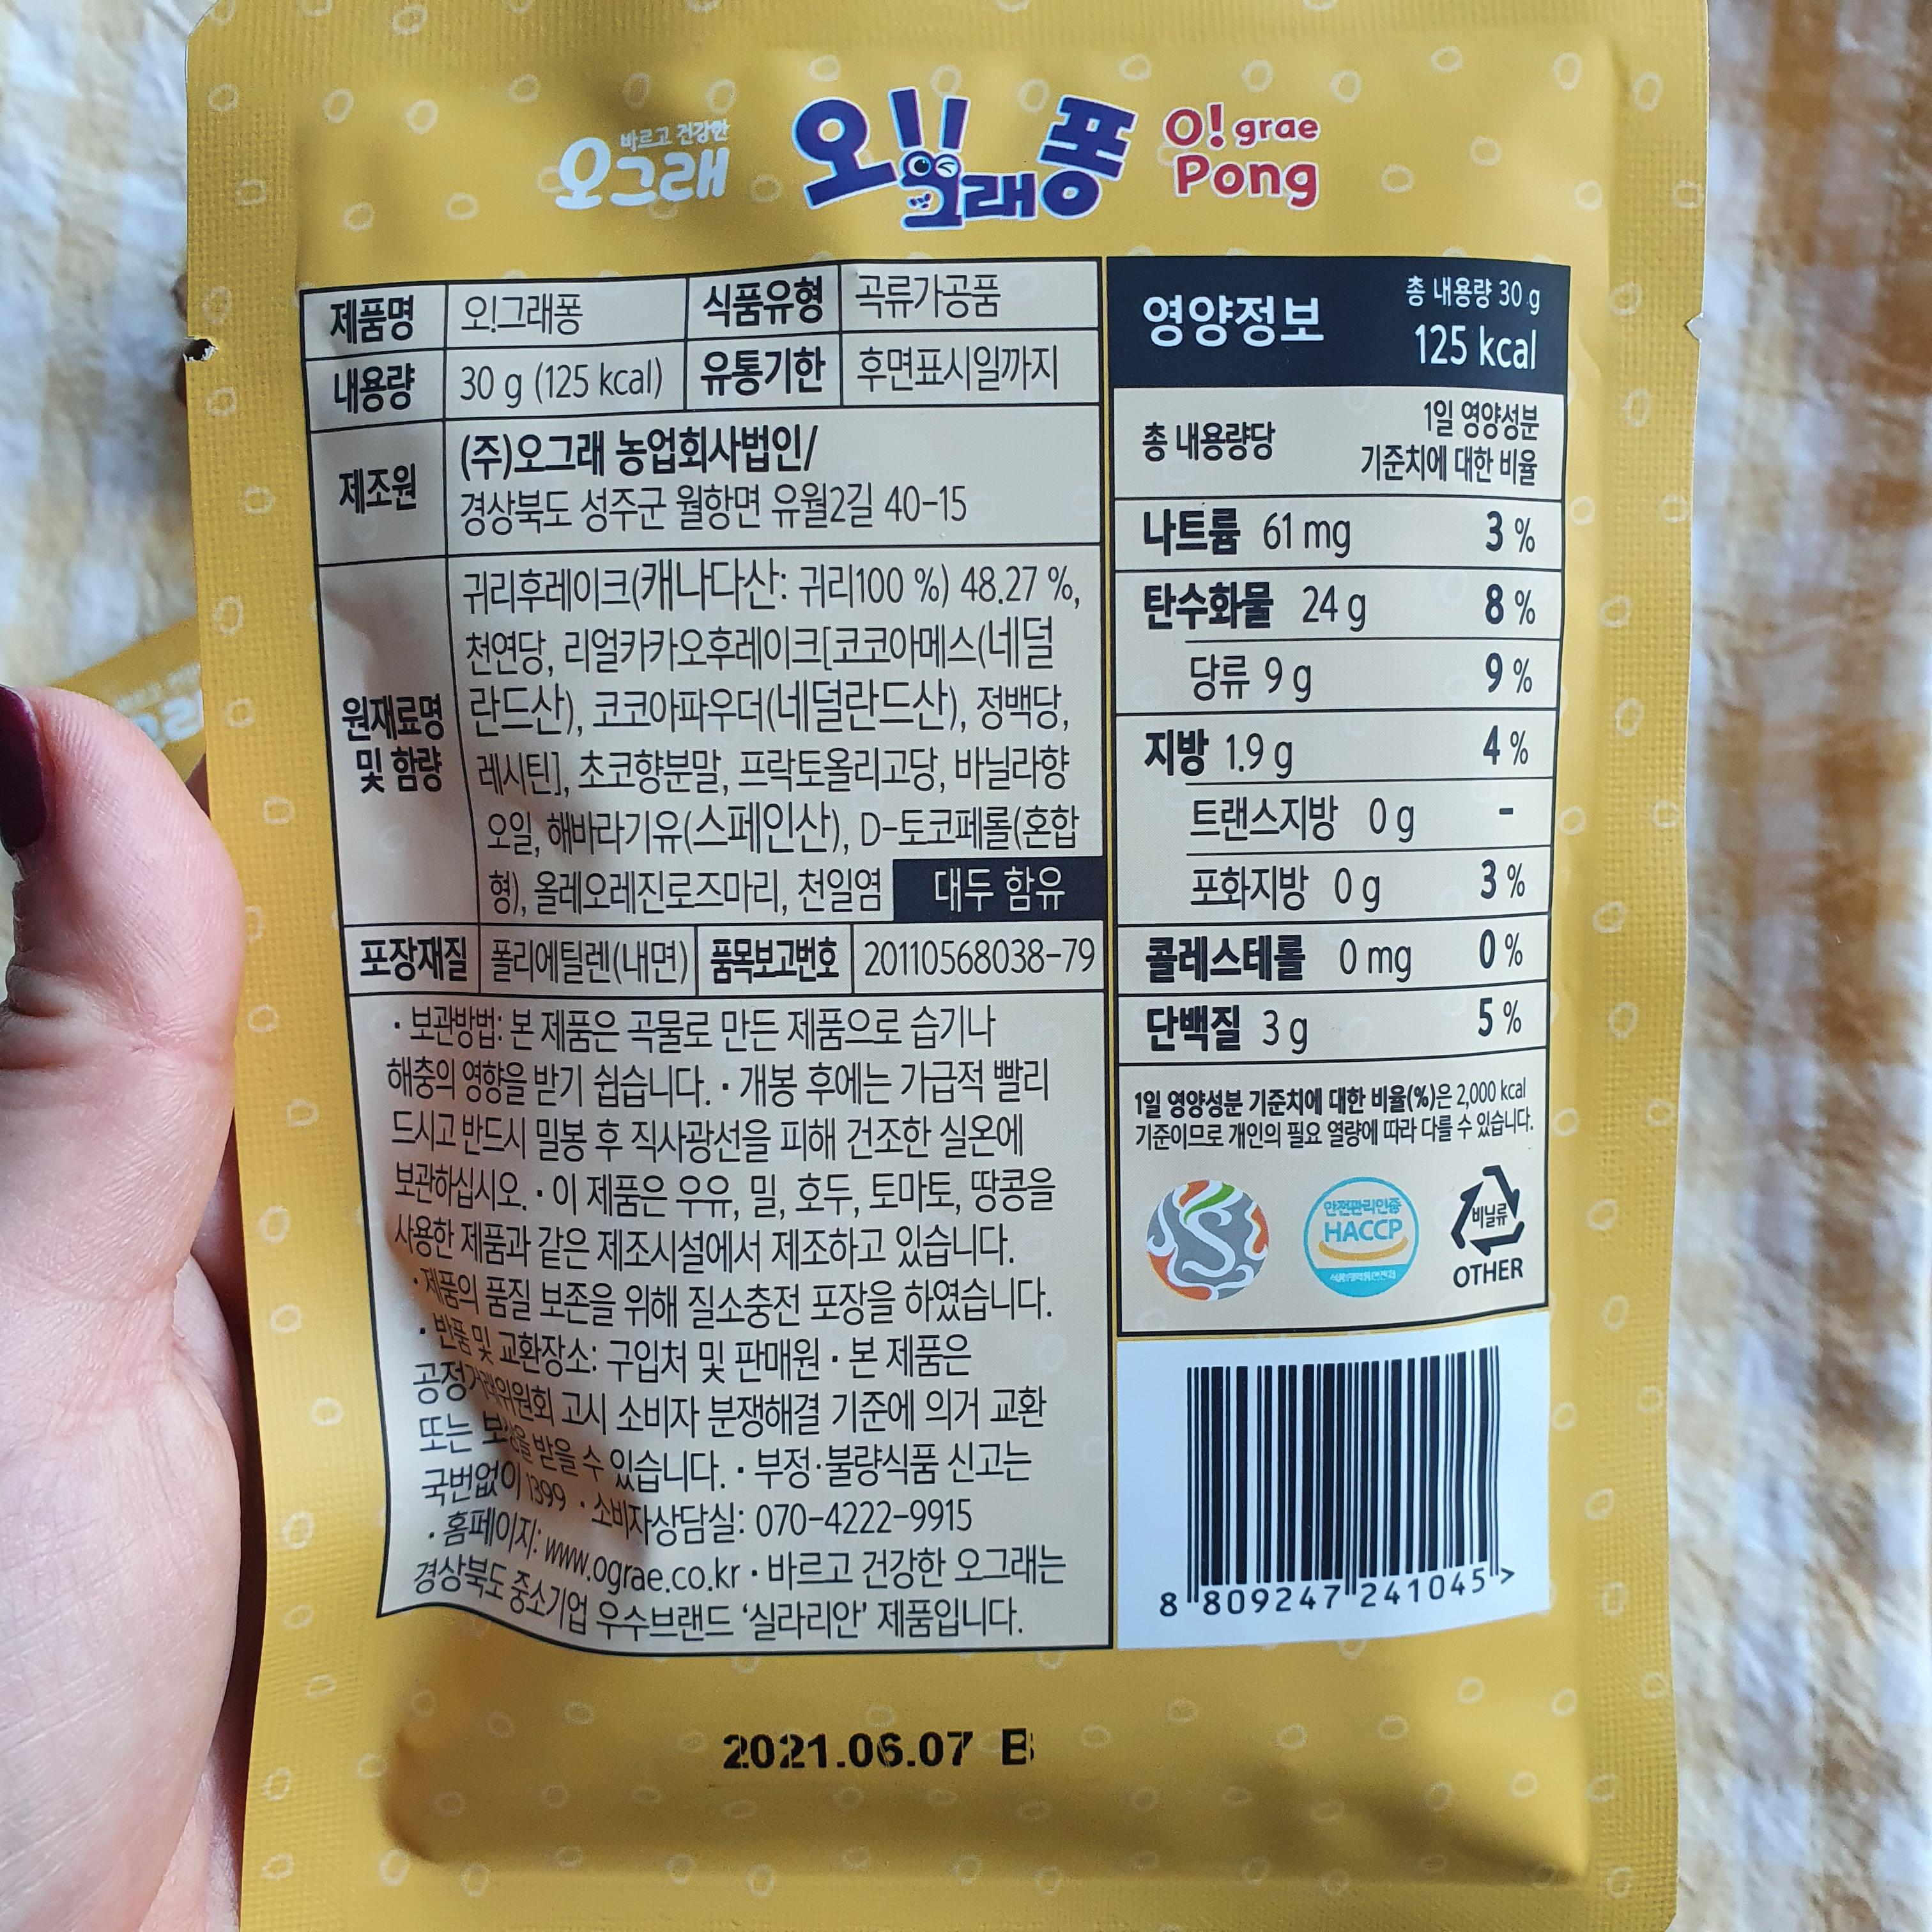 바르고 건강한
오그래
오!!그래퐁
O! grae
Pong
제품명 오!그래퐁 식품유형 곡류가공품
내용량 30 g (125 kcal) 유통기한 후면표시일까지
제조원 (주)오그래 농업회사법인/
경상북도 성주군 월항면 유월2길 40-15
원재료명 및 함량
귀리후레이크(캐나다산: 귀리100 %) 48.27 %,
천연당, 리얼카카오후레이크[코코아메스(네덜
란드산), 코코아파우더(네덜란드산), 정백당,
레시틴], 초코향분말, 프락토올리고당, 바닐라향
오일, 해바라기유(스페인산), D-토코페롤(혼합
형), 올레오레진로즈마리, 천일염 대두 함유
포장재질 폴리에틸렌(내면) 품목보고번호 20110568038-79
· 보관방법: 본 제품은 곡물로 만든 제품으로 습기나
해충의 영향을 받기 쉽습니다. · 개봉 후에는 가급적 빨리
드시고 반드시 밀봉 후 직사광선을 피해 건조한 실온에
보관하십시오. · 이 제품은 우유, 밀, 호두, 토마토, 땅콩을
사용한 제품과 같은 제조시설에서 제조하고 있습니다.
· 제품의 품질 보존을 위해 질소충전 포장을 하였습니다.
· 반품 및 교환장소: 구입처 및 판매원 · 본 제품은
공정거래위원회 고시 소비자 분쟁해결 기준에 의거 교환
또는 보상을 받을 수 있습니다. · 부정·불량식품 신고는
국번없이 1399 · 소비자상담실: 070-4222-9915
· 홈페이지: www.ograe.co.kr · 바르고 건강한 오그래는
경상북도 중소기업 우수브랜드 '실라리안' 제품입니다.
영양정보
총 내용량 30 g
125 kcal
총 내용량당
1일 영양성분
기준치에 대한 비율
나트륨 61 mg 3 %
탄수화물 24 g 8 %
당류 9 g 9 %
지방 1.9 g 4 %
트랜스지방 0 g -
포화지방 0 g 3 %
콜레스테롤 0 mg 0 %
단백질 3 g 5 %
1일 영양성분 기준치에 대한 비율(%)은 2,000 kcal
기준이므로 개인의 필요 열량에 따라 다를 수 있습니다.
안전관리인증
HACCP
비닐류
OTHER
8 809247 241045 >
2021.06.07 B